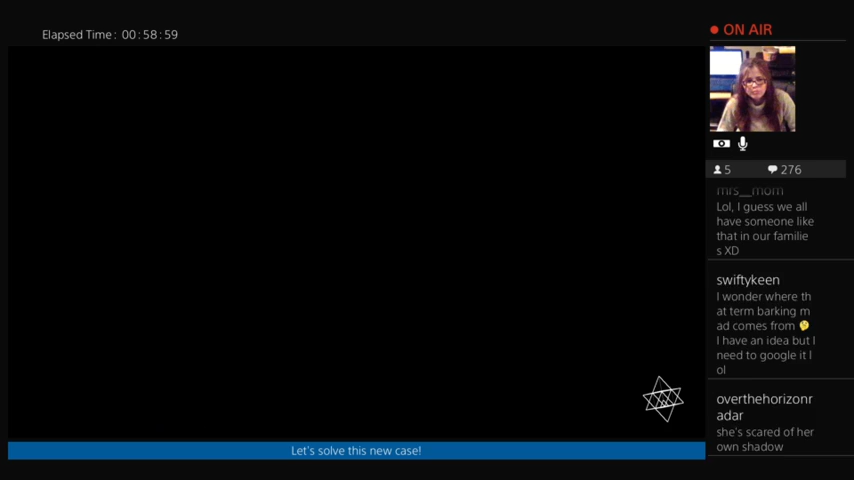 Elapsed Time: 00:58:59
ON AIR
5 276
mrs__mom
Lol, I guess we all
have someone like
that in our familie
s XD
swiftykeen
I wonder where th
at term barking m
ad comes from 🤔
I have an idea but I
need to google it l
ol
overthehorizonr
adar
she's scared of her
own shadow
Let's solve this new case!